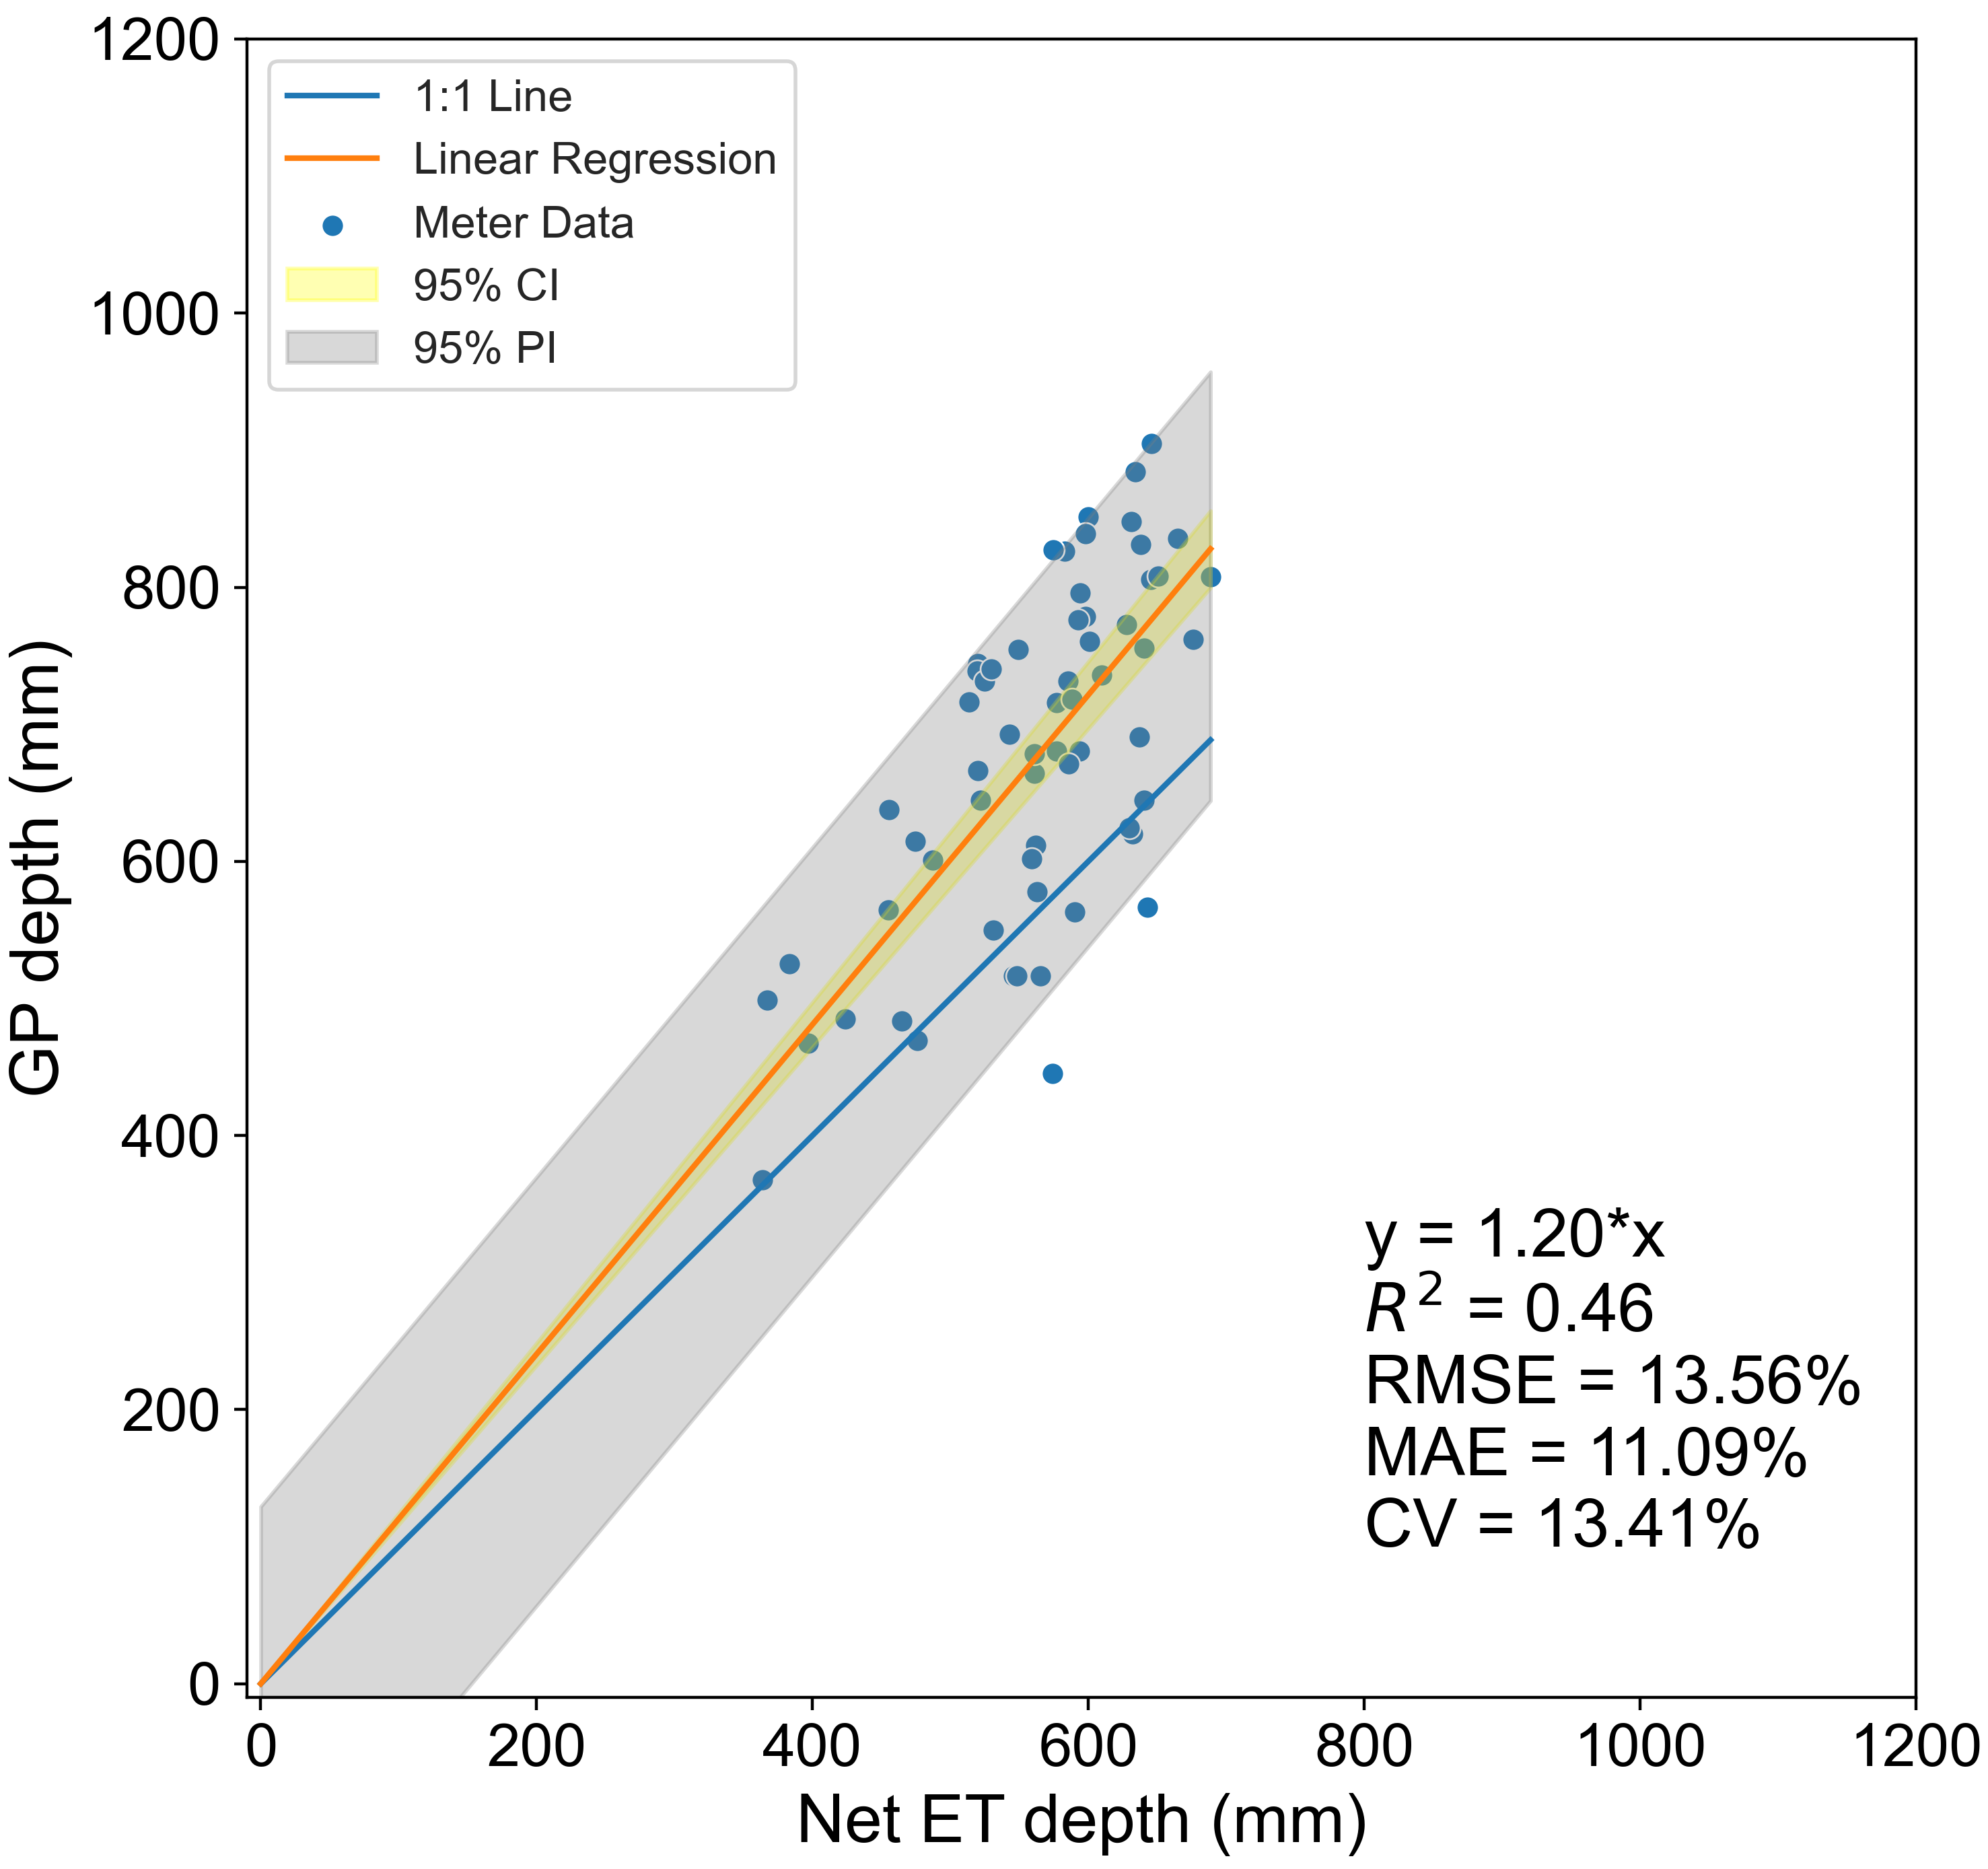 1200
1000
800
600
400
200
0
GP depth (mm)
1:1 Line
Linear Regression
Meter Data
95% CI
95% PI
y = 1.20*x
R² = 0.46
RMSE = 13.56%
MAE = 11.09%
CV = 13.41%
0 200 400 600 800 1000 1200
Net ET depth (mm)